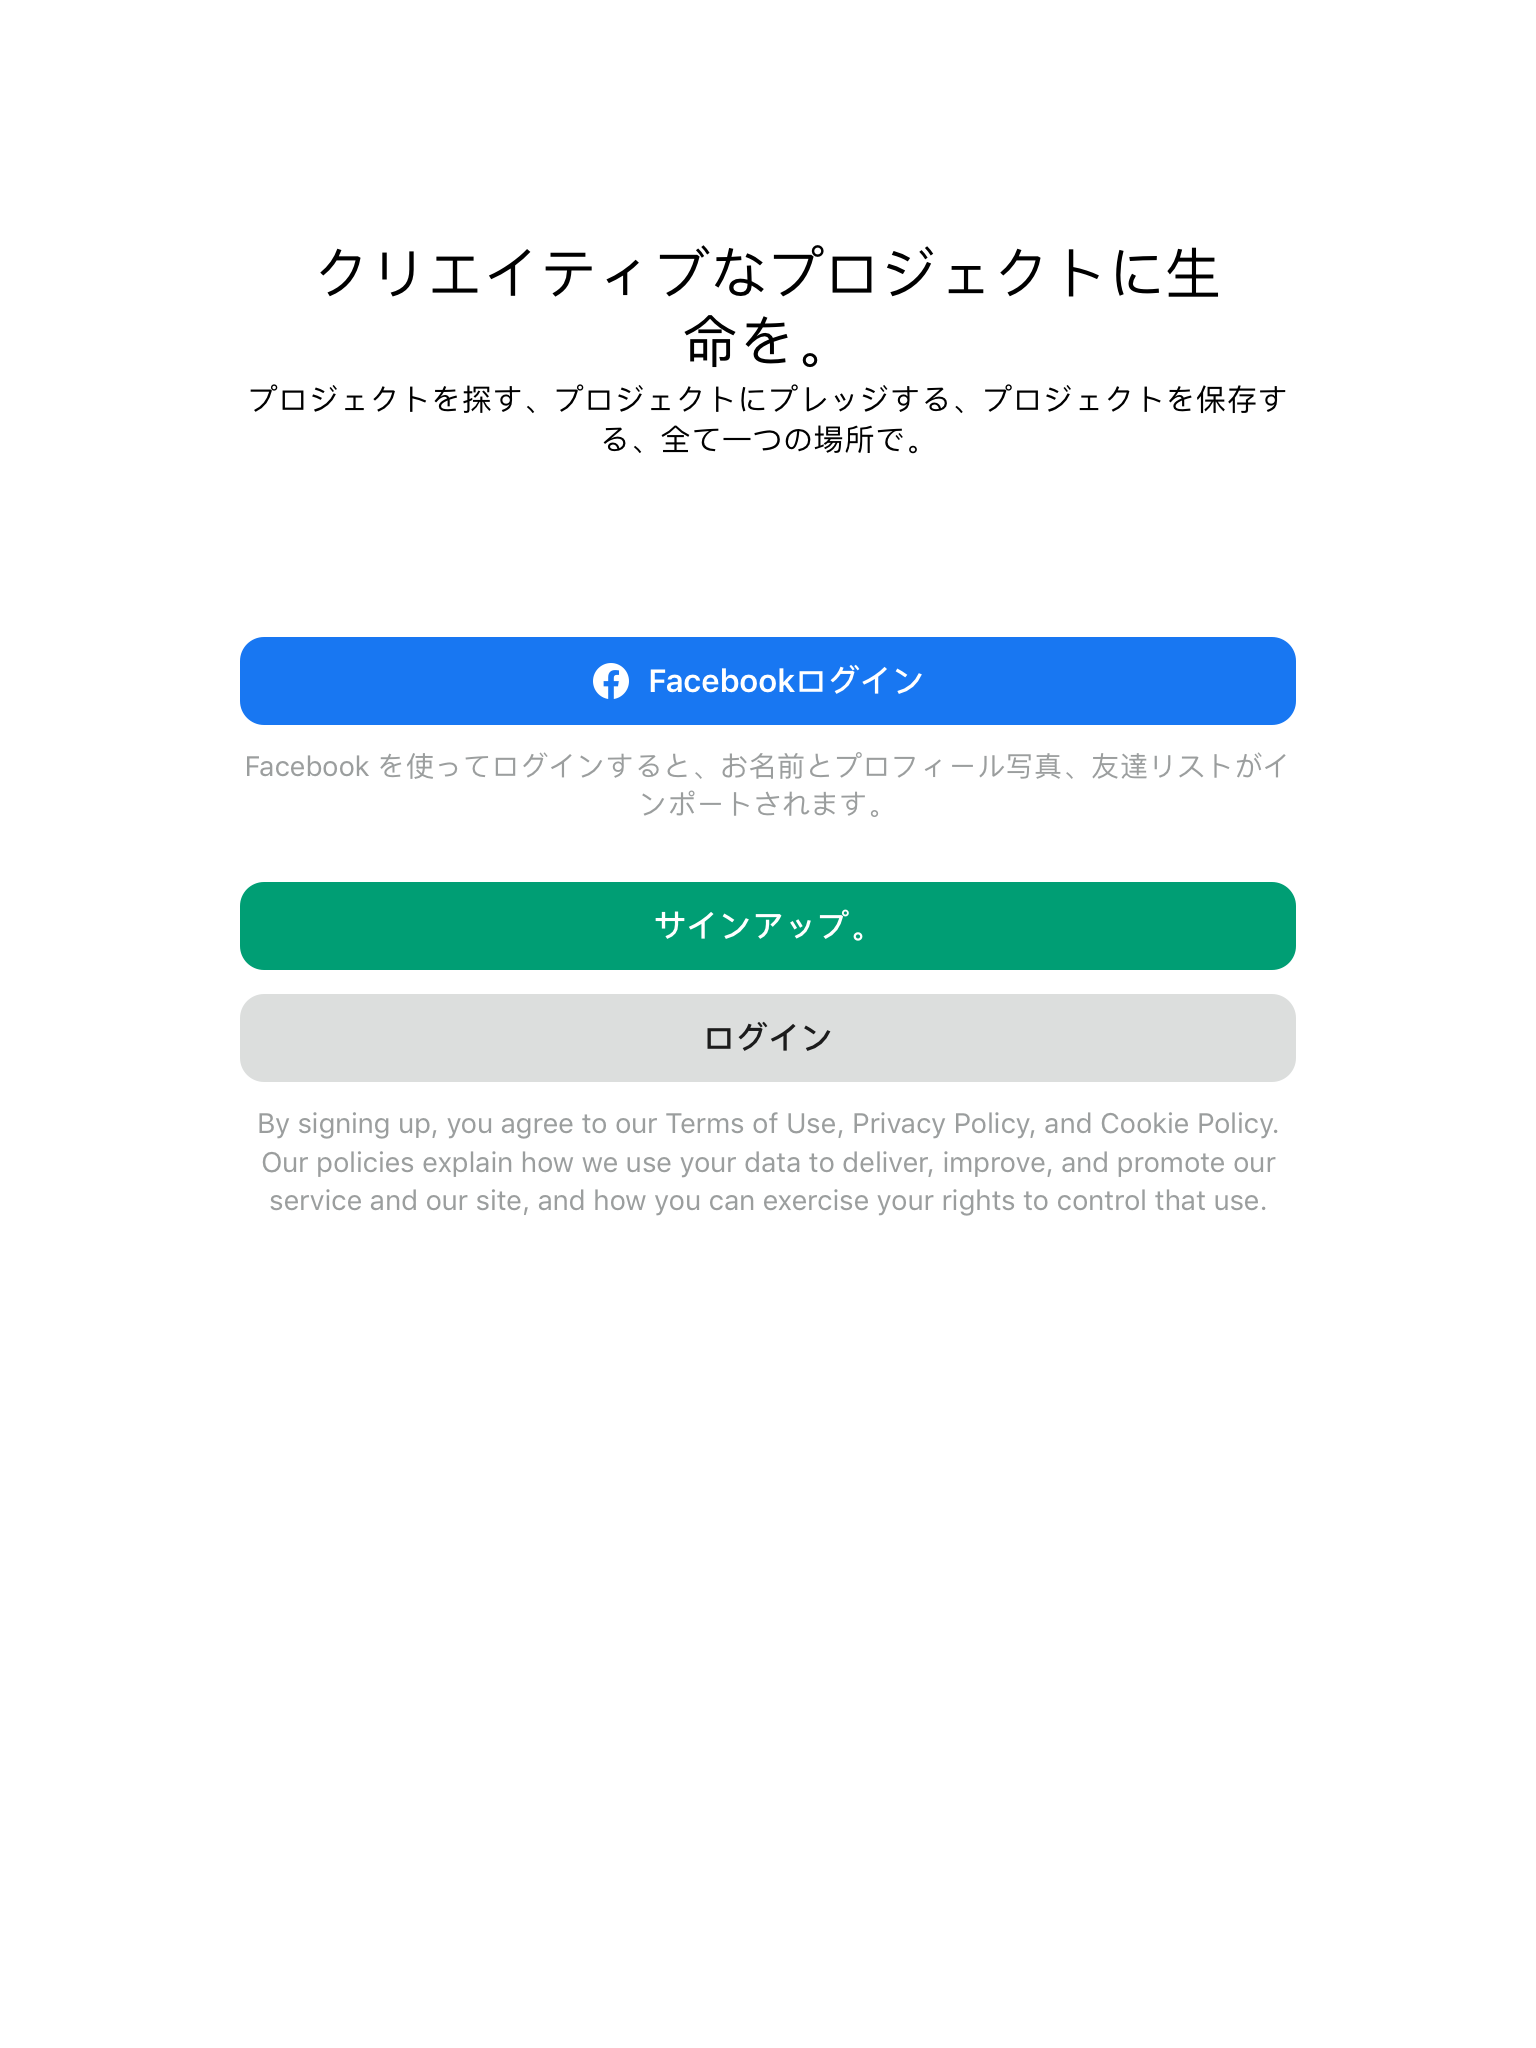 クリエイティブなプロジェクトに生
命を。
プロジェクトを探す、プロジェクトにプレッジする、プロジェクトを保存す
る、全て一つの場所で。
Facebookログイン
Facebook を使ってログインすると、お名前とプロフィール写真、友達リストがイ
ンポートされます。
サインアップ。
ログイン
By signing up, you agree to our Terms of Use, Privacy Policy, and Cookie Policy.
Our policies explain how we use your data to deliver, improve, and promote our
service and our site, and how you can exercise your rights to control that use.